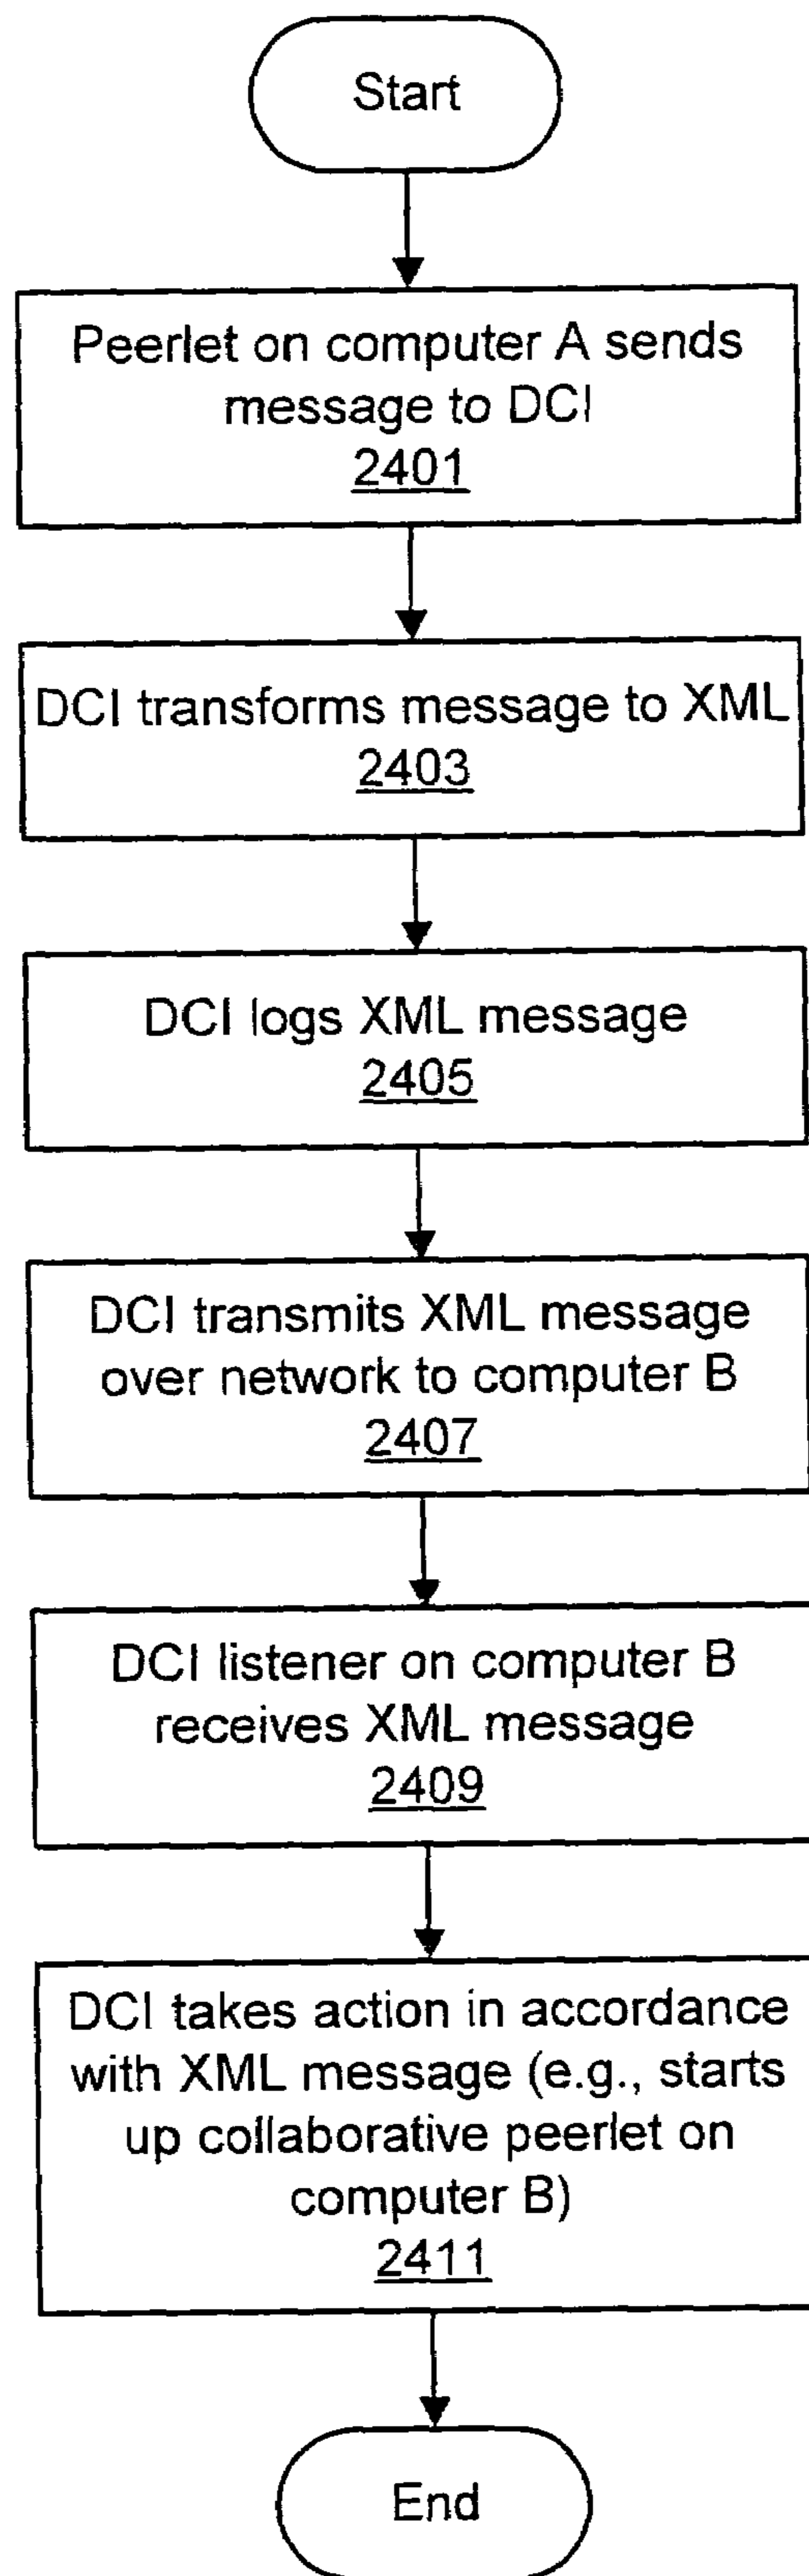 Start
Peerlet on computer A sends
message to DCI
2401
DCI transforms message to XML
2403
DCI logs XML message
2405
DCI transmits XML message
over network to computer B
2407
DCI listener on computer B
receives XML message
2409
DCI takes action in accordance
with XML message (e.g., starts
up collaborative peerlet on
computer B)
2411
End